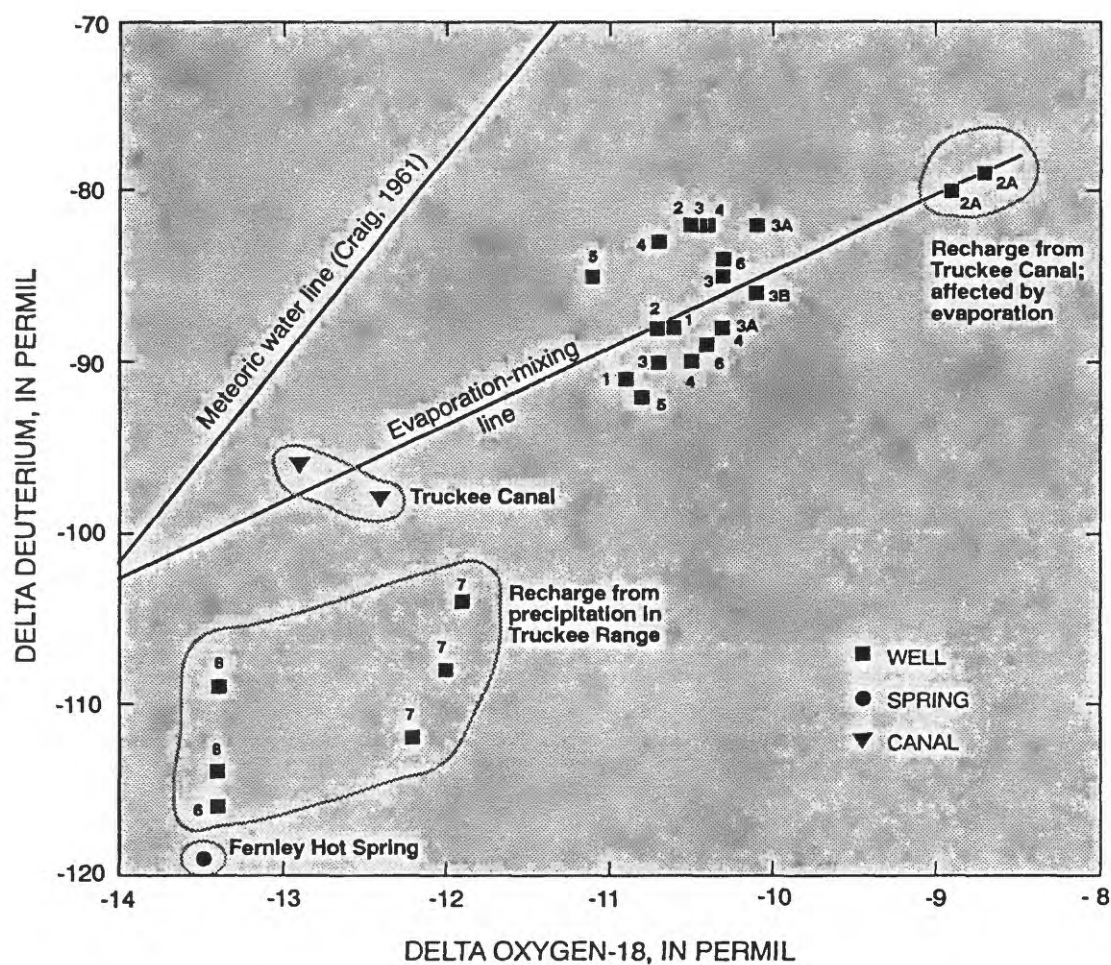 -70
-80
-90
-100
-110
-120
-14
-13
-12
-11
-10
-9
- 8
DELTA DEUTERIUM, IN PERMIL
DELTA OXYGEN-18, IN PERMIL
Meteoric water line (Craig, 1961)
Evaporation-mixing
line
2A
2A
Recharge from
Truckee Canal;
affected by
evaporation
2
3
4
3A
4
5
6
3
3B
2
1
3A
4
3
6
4
1
5
Truckee Canal
Recharge from
precipitation in
Truckee Range
7
7
7
8
8
6
Fernley Hot Spring
WELL
SPRING
CANAL